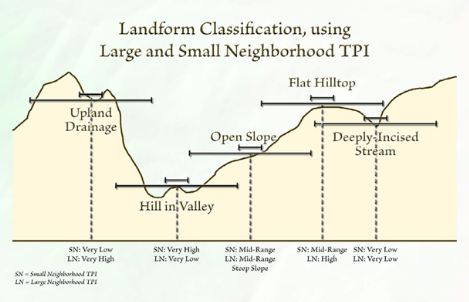 Landform Classification, using
Large and Small Neighborhood TPI
Flat Hilltop
Upland
Drainage
Open Slope
Deeply-Incised
Stream
Hill in Valley
SN: Very Low
LN: Very High
SN: Very High
LN: Very Low
SN: Mid-Range
LN: Mid-Range
Steep Slope
SN: Mid-Range
LN: High
SN: Very Low
LN: Very Low
SN = Small Neighborhood TPI
LN = Large Neighborhood TPI